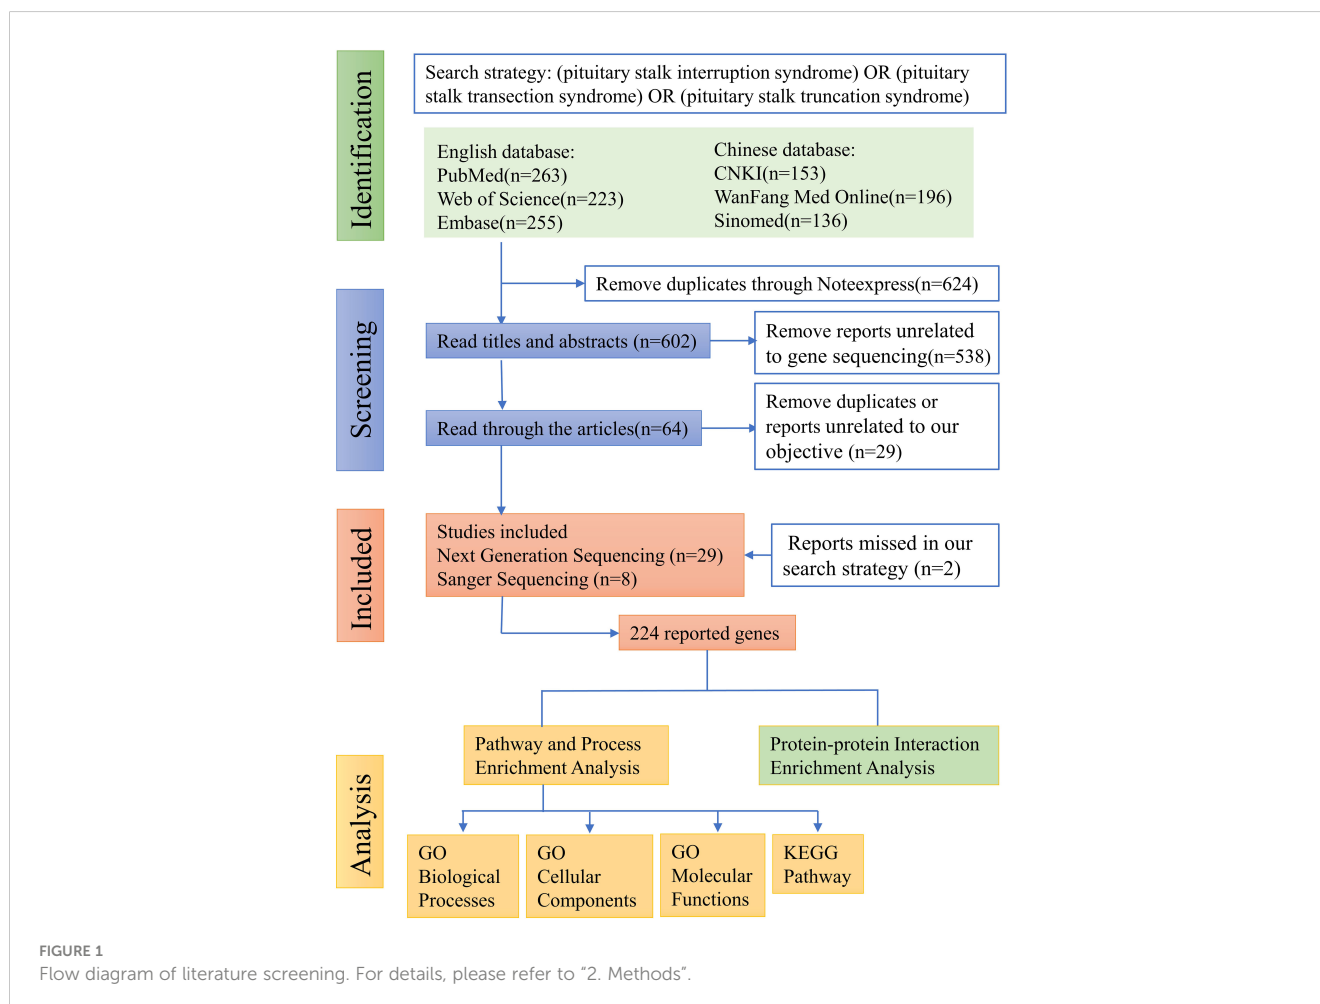 Identification
Search strategy: (pituitary stalk interruption syndrome) OR (pituitary
stalk transection syndrome) OR (pituitary stalk truncation syndrome)
English database:
PubMed(n=263)
Web of Science(n=223)
Embase(n=255)
Chinese database:
CNKI(n=153)
WanFang Med Online(n=196)
Sinomed(n=136)
Remove duplicates through Noteexpress(n=624)
Screening
Read titles and abstracts (n=602)
Remove reports unrelated
to gene sequencing(n=538)
Read through the articles(n=64)
Remove duplicates or
reports unrelated to our
objective (n=29)
Included
Studies included
Next Generation Sequencing (n=29)
Sanger Sequencing (n=8)
Reports missed in our
search strategy (n=2)
224 reported genes
Analysis
Pathway and Process
Enrichment Analysis
Protein-protein Interaction
Enrichment Analysis
GO
Biological
Processes
GO
Cellular
Components
GO
Molecular
Functions
KEGG
Pathway
FIGURE 1
Flow diagram of literature screening. For details, please refer to “2. Methods”.